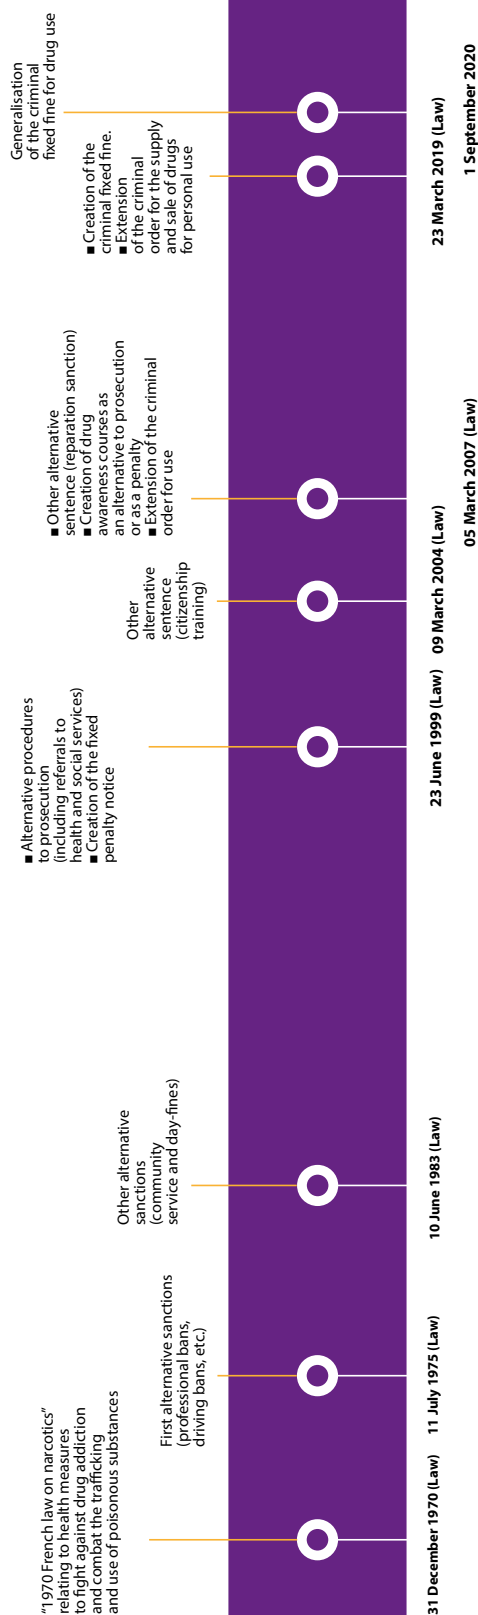 "1970 French law on narcotics"
relating to health measures
to fight against drug addiction
and combat the trafficking
and use of poisonous substances
31 December 1970 (Law)
First alternative sanctions
(professional bans,
driving bans, etc.)
11 July 1975 (Law)
Other alternative
sanctions
(community
service and day-fines)
10 June 1983 (Law)
■ Alternative procedures
to prosecution
(including referrals to
health and social services)
■ Creation of the fixed
penalty notice
23 June 1999 (Law)
Other
alternative
sentence
(citizenship
training)
09 March 2004 (Law)
■ Other alternative
sentence (reparation sanction)
■ Creation of drug
awareness courses as
an alternative to prosecution
or as a penalty
■ Extension of the criminal
order for use
05 March 2007 (Law)
■ Creation of the
criminal fixed fine.
■ Extension
of the criminal
order for the supply
and sale of drugs
for personal use
23 March 2019 (Law)
Generalisation
of the criminal
fixed fine for drug use
1 September 2020